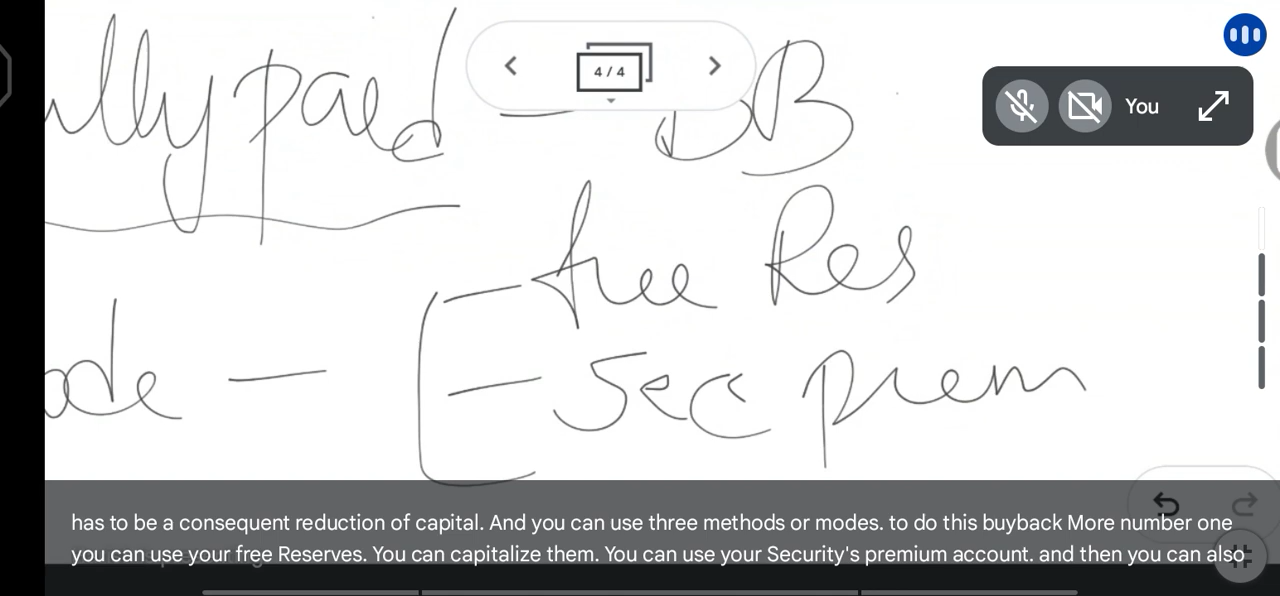 ully paid — BB
4 / 4
You
free Res
ode — [ — Sec prem
has to be a consequent reduction of capital. And you can use three methods or modes. to do this buyback More number one
you can use your free Reserves. You can capitalize them. You can use your Security's premium account. and then you can also